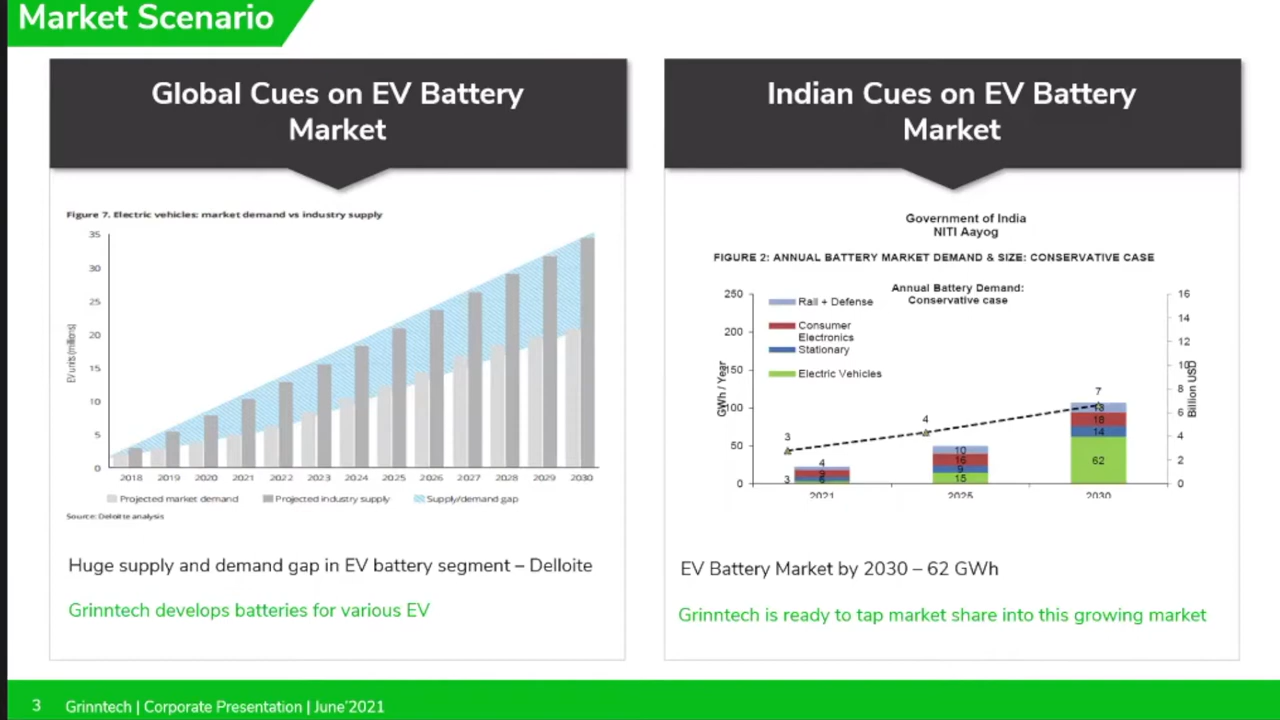 Market Scenario
Global Cues on EV Battery
Market
Figure 7. Electric vehicles: market demand vs industry supply
35
30
25
20
15
10
5
0
EV units (millions)
2018 2019 2020 2021 2022 2023 2024 2025 2026 2027 2028 2029 2030
Projected market demand Projected industry supply Supply/demand gap
Source: Deloitte analysis
Huge supply and demand gap in EV battery segment – Delloite
Grinntech develops batteries for various EV
Indian Cues on EV Battery
Market
Government of India
NITI Aayog
FIGURE 2: ANNUAL BATTERY MARKET DEMAND & SIZE: CONSERVATIVE CASE
Annual Battery Demand:
Conservative case
Rail + Defense
Consumer
Electronics
Stationary
Electric Vehicles
250
200
150
100
50
0
GWh / Year
16
14
12
10
8
6
4
2
0
Billion USD
3
4
7
4
9
6
3
10
16
9
15
13
18
14
62
2021 2025 2030
EV Battery Market by 2030 – 62 GWh
Grinntech is ready to tap market share into this growing market
3 Grinntech | Corporate Presentation | June'2021